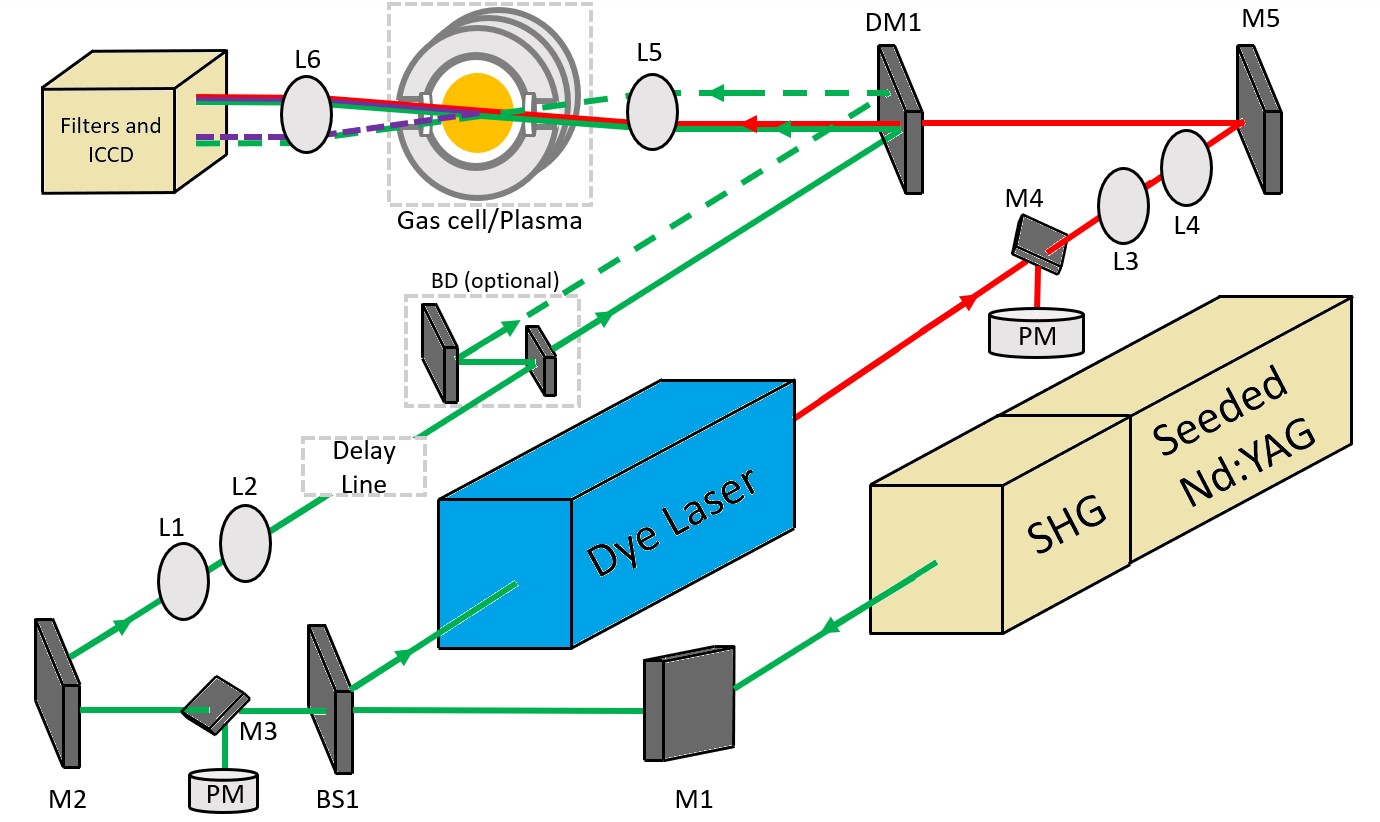 M5
DM1
L5
L6
Filters and
ICCD
Gas cell/Plasma
M4
L4
L3
BD (optional)
PM
Seeded
Nd:YAG
SHG
Delay
Line
Dye Laser
L2
L1
M3
PM
M2
BS1
M1